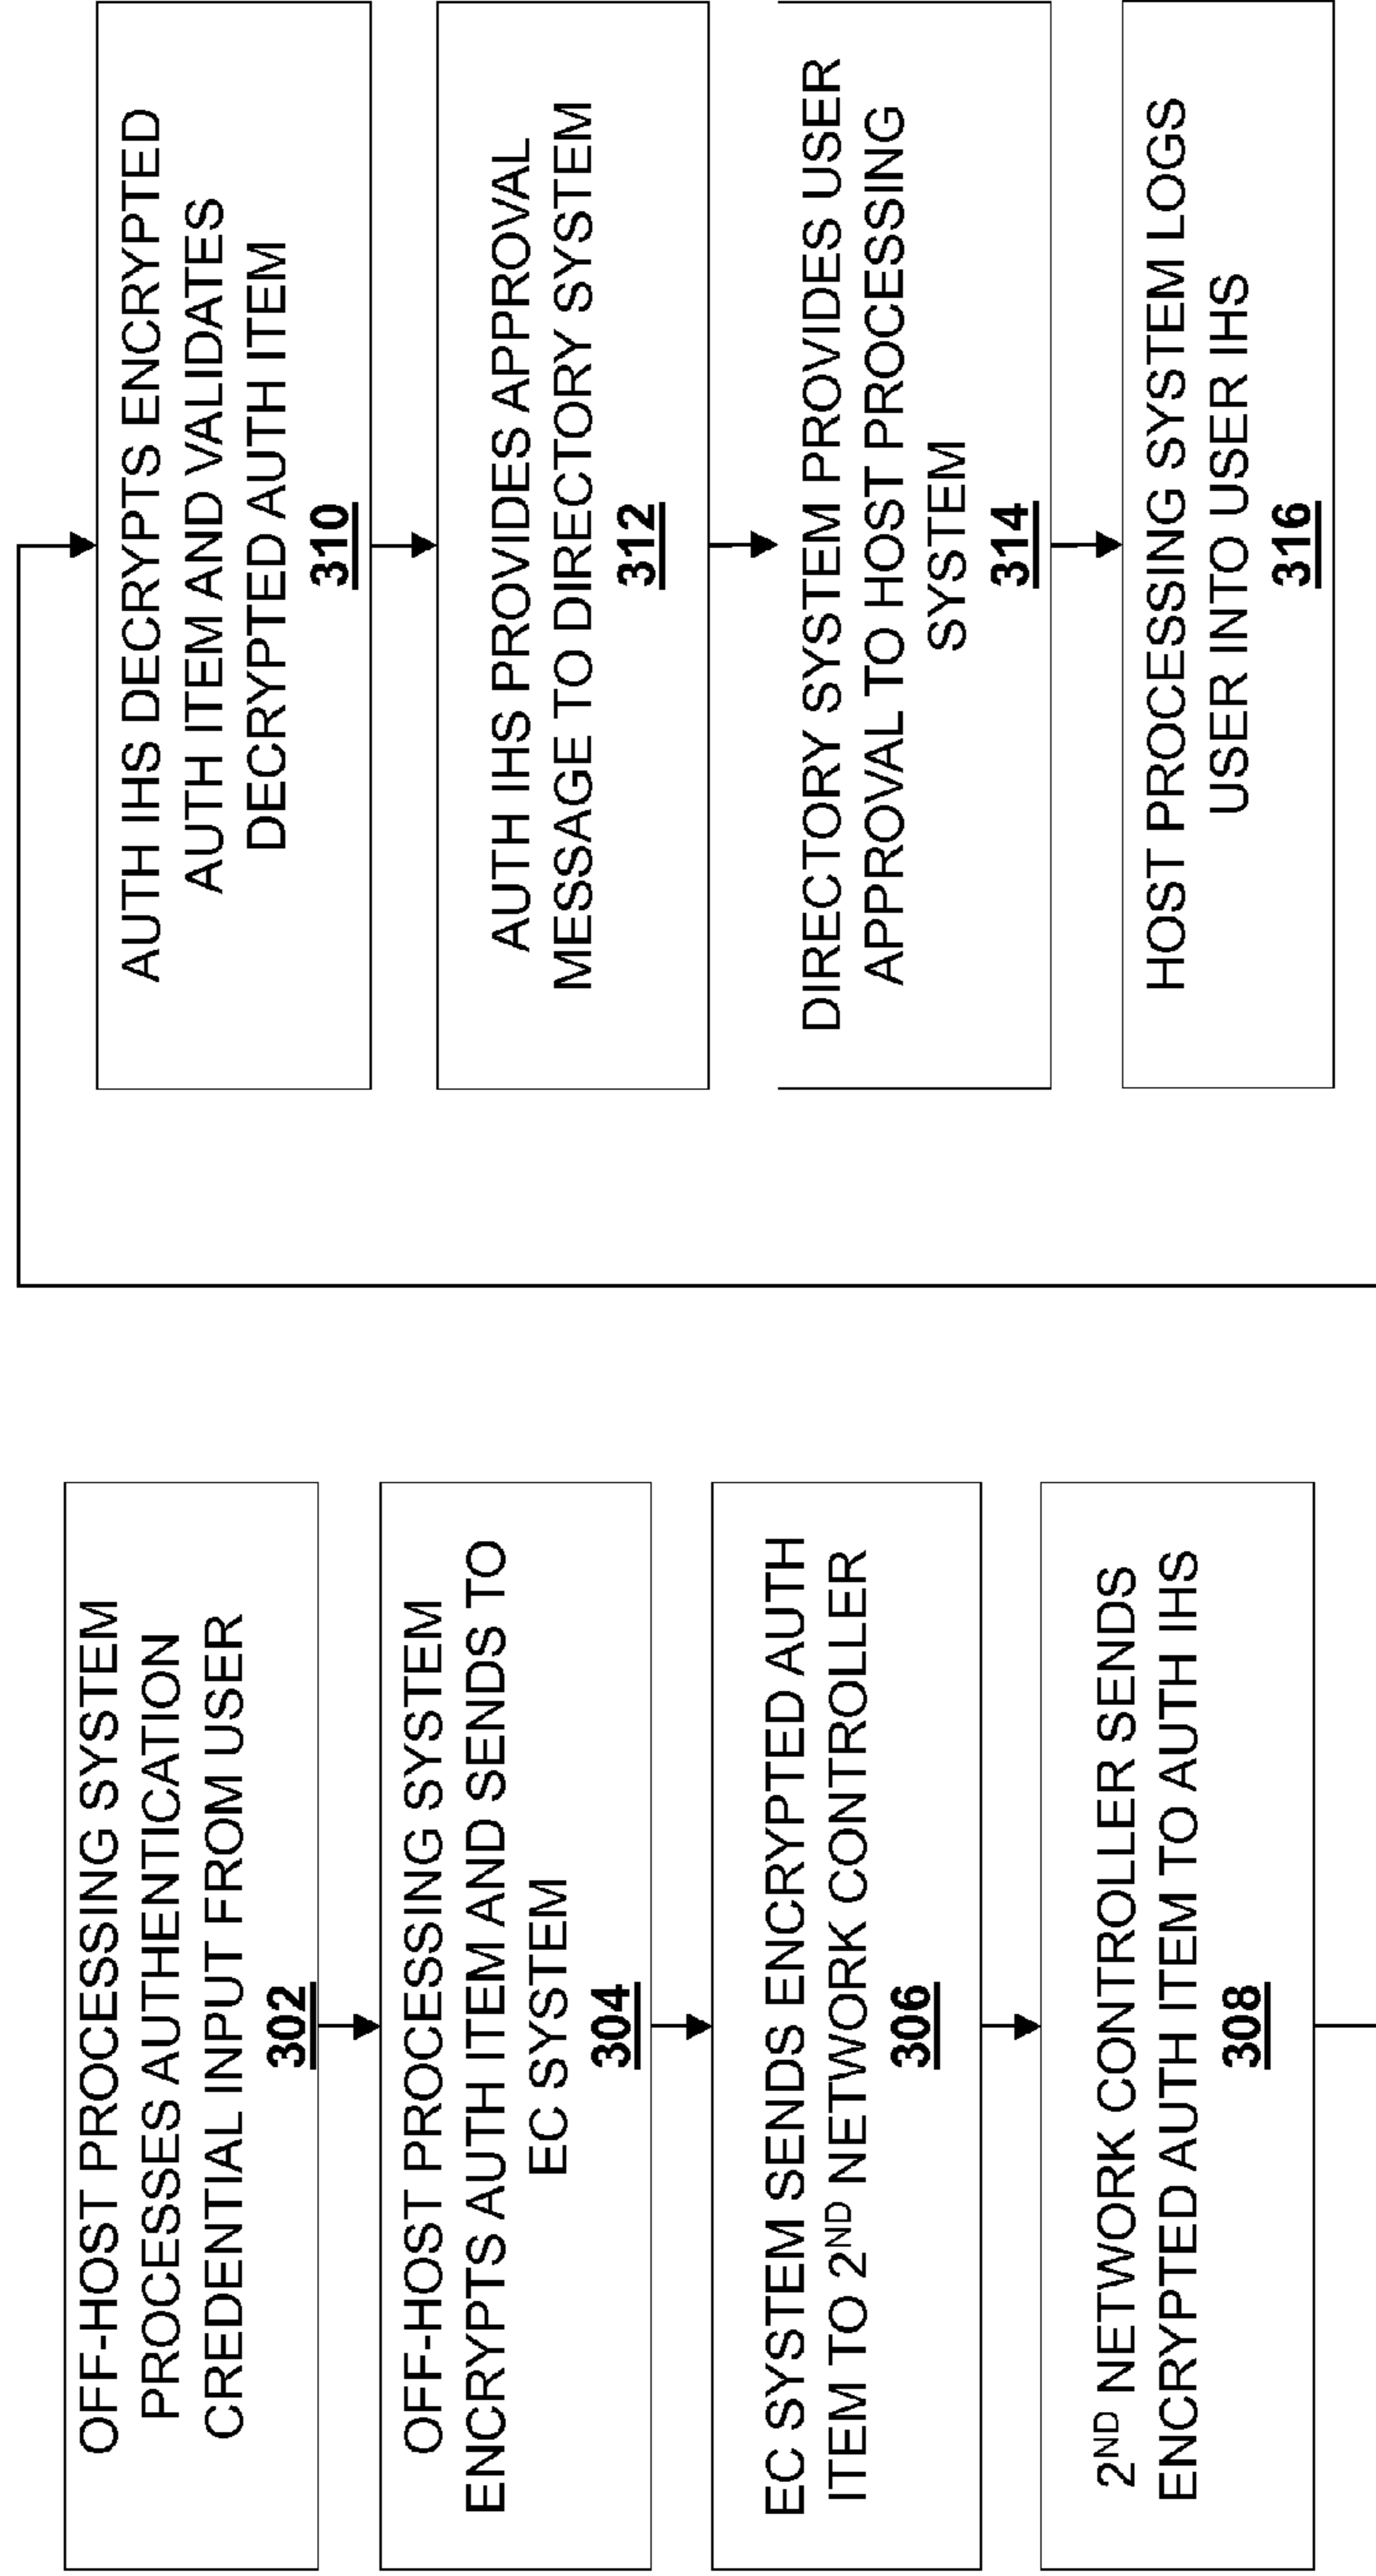 OFF-HOST PROCESSING SYSTEM
PROCESSES AUTHENTICATION
CREDENTIAL INPUT FROM USER
302
OFF-HOST PROCESSING SYSTEM
ENCRYPTS AUTH ITEM AND SENDS TO
EC SYSTEM
304
EC SYSTEM SENDS ENCRYPTED AUTH
ITEM TO 2ND NETWORK CONTROLLER
306
2ND NETWORK CONTROLLER SENDS
ENCRYPTED AUTH ITEM TO AUTH IHS
308
AUTH IHS DECRYPTS ENCRYPTED
AUTH ITEM AND VALIDATES
DECRYPTED AUTH ITEM
310
AUTH IHS PROVIDES APPROVAL
MESSAGE TO DIRECTORY SYSTEM
312
DIRECTORY SYSTEM PROVIDES USER
APPROVAL TO HOST PROCESSING
SYSTEM
314
HOST PROCESSING SYSTEM LOGS
USER INTO USER IHS
316